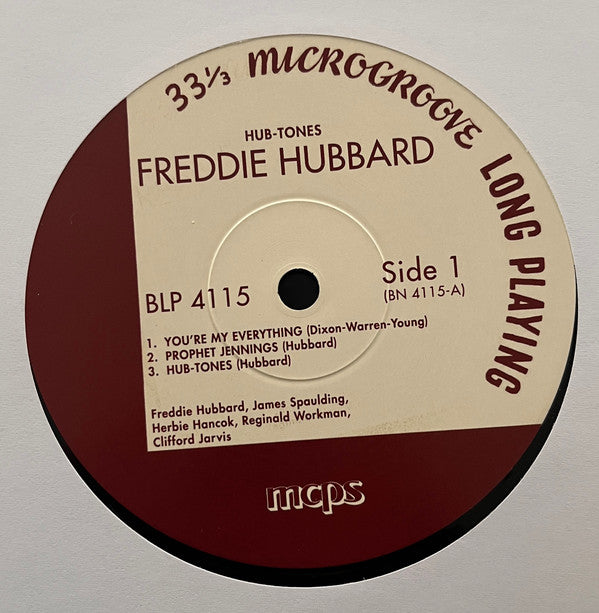 33⅓ MICROGROOVE LONG PLAYING
HUB-TONES
FREDDIE HUBBARD
BLP 4115
Side 1
(BN 4115-A)
1. YOU'RE MY EVERYTHING (Dixon-Warren-Young)
2. PROPHET JENNINGS (Hubbard)
3. HUB-TONES (Hubbard)
Freddie Hubbard, James Spaulding,
Herbie Hancok, Reginald Workman,
Clifford Jarvis
mcps